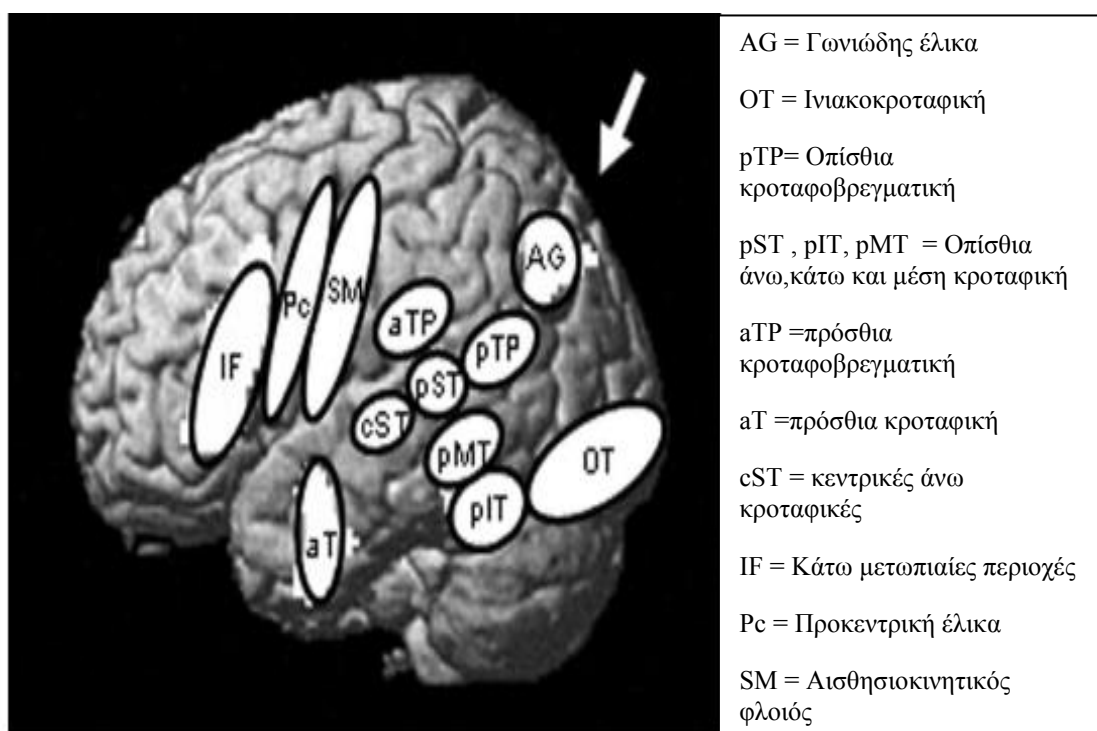 AG
Pc
SM
aTP
IF
pTP
pST
cST
pMT
OT
pIT
aT
AG = Γωνιώδης έλικα
OT = Ινιακοκροταφική
pTP= Οπίσθια
κροταφοβρεγματική
pST , pIT, pMT = Οπίσθια
άνω,κάτω και μέση κροταφική
aTP =πρόσθια
κροταφοβρεγματική
aT =πρόσθια κροταφική
cST = κεντρικές άνω
κροταφικές
IF = Κάτω μετωπιαίες περιοχές
Pc = Προκεντρική έλικα
SM = Αισθησιοκινητικός
φλοιός